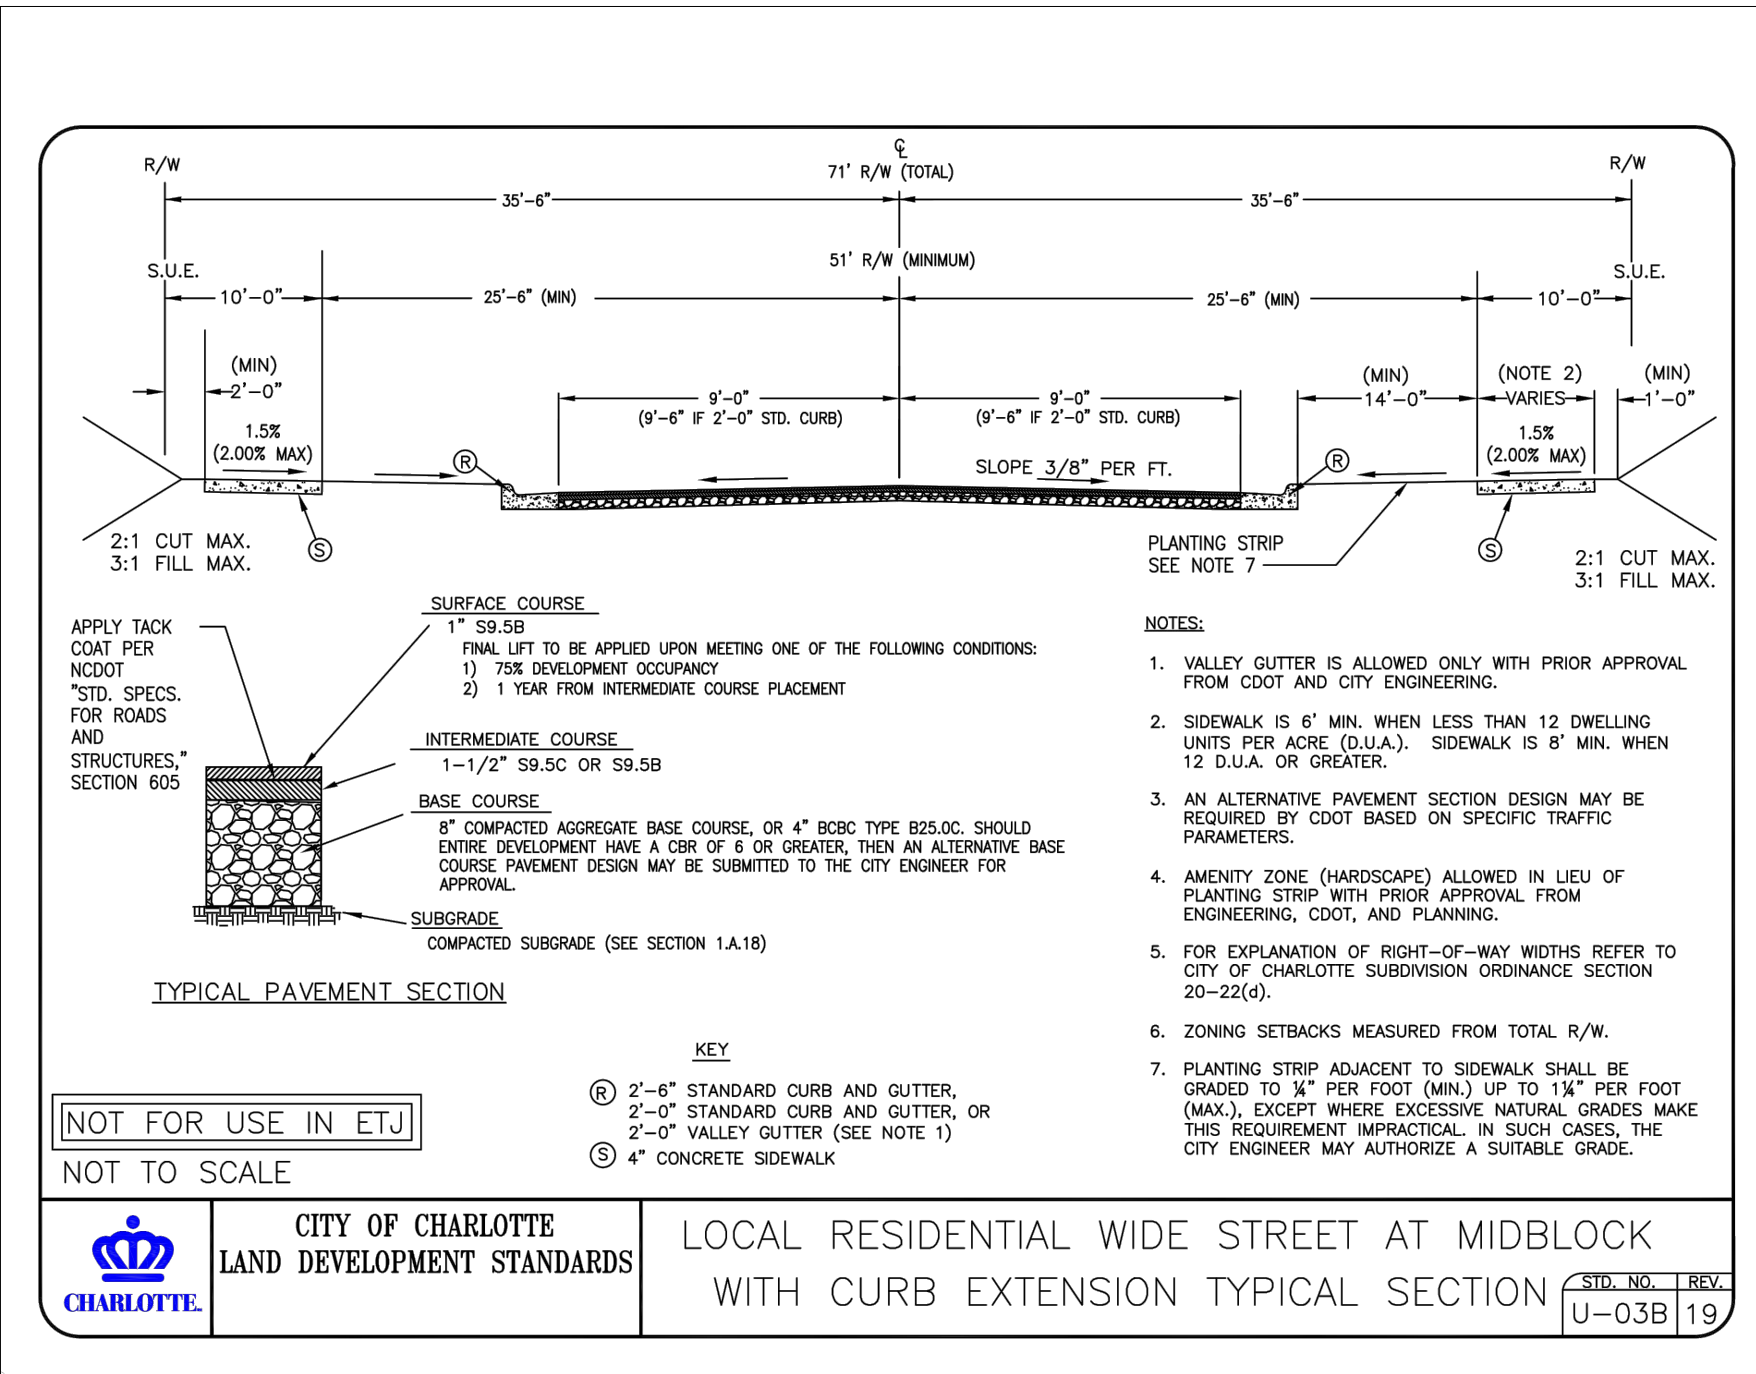 ℄
R/W
71' R/W (TOTAL)
R/W
35'-6"
35'-6"
51' R/W (MINIMUM)
S.U.E.
S.U.E.
10'-0"
25'-6" (MIN)
25'-6" (MIN)
10'-0"
(MIN)
2'-0"
9'-0"
(9'-6" IF 2'-0" STD. CURB)
9'-0"
(9'-6" IF 2'-0" STD. CURB)
(MIN)
14'-0"
(NOTE 2)
VARIES
(MIN)
1'-0"
1.5%
(2.00% MAX)
1.5%
(2.00% MAX)
R
SLOPE 3/8" PER FT.
R
S
S
2:1 CUT MAX.
3:1 FILL MAX.
PLANTING STRIP
SEE NOTE 7
2:1 CUT MAX.
3:1 FILL MAX.
APPLY TACK
COAT PER
NCDOT
"STD. SPECS.
FOR ROADS
AND
STRUCTURES,"
SECTION 605
SURFACE COURSE
1" S9.5B
FINAL LIFT TO BE APPLIED UPON MEETING ONE OF THE FOLLOWING CONDITIONS:
1) 75% DEVELOPMENT OCCUPANCY
2) 1 YEAR FROM INTERMEDIATE COURSE PLACEMENT
INTERMEDIATE COURSE
1-1/2" S9.5C OR S9.5B
BASE COURSE
8" COMPACTED AGGREGATE BASE COURSE, OR 4" BCBC TYPE B25.0C. SHOULD
ENTIRE DEVELOPMENT HAVE A CBR OF 6 OR GREATER, THEN AN ALTERNATIVE BASE
COURSE PAVEMENT DESIGN MAY BE SUBMITTED TO THE CITY ENGINEER FOR
APPROVAL.
SUBGRADE
COMPACTED SUBGRADE (SEE SECTION 1.A.18)
TYPICAL PAVEMENT SECTION
NOTES:
1. VALLEY GUTTER IS ALLOWED ONLY WITH PRIOR APPROVAL
FROM CDOT AND CITY ENGINEERING.
2. SIDEWALK IS 6' MIN. WHEN LESS THAN 12 DWELLING
UNITS PER ACRE (D.U.A.). SIDEWALK IS 8' MIN. WHEN
12 D.U.A. OR GREATER.
3. AN ALTERNATIVE PAVEMENT SECTION DESIGN MAY BE
REQUIRED BY CDOT BASED ON SPECIFIC TRAFFIC
PARAMETERS.
4. AMENITY ZONE (HARDSCAPE) ALLOWED IN LIEU OF
PLANTING STRIP WITH PRIOR APPROVAL FROM
ENGINEERING, CDOT, AND PLANNING.
5. FOR EXPLANATION OF RIGHT-OF-WAY WIDTHS REFER TO
CITY OF CHARLOTTE SUBDIVISION ORDINANCE SECTION
20-22(d).
6. ZONING SETBACKS MEASURED FROM TOTAL R/W.
7. PLANTING STRIP ADJACENT TO SIDEWALK SHALL BE
GRADED TO ¼" PER FOOT (MIN.) UP TO 1¼" PER FOOT
(MAX.), EXCEPT WHERE EXCESSIVE NATURAL GRADES MAKE
THIS REQUIREMENT IMPRACTICAL. IN SUCH CASES, THE
CITY ENGINEER MAY AUTHORIZE A SUITABLE GRADE.
KEY
R 2'-6" STANDARD CURB AND GUTTER,
2'-0" STANDARD CURB AND GUTTER, OR
2'-0" VALLEY GUTTER (SEE NOTE 1)
S 4" CONCRETE SIDEWALK
NOT FOR USE IN ETJ
NOT TO SCALE
CHARLOTTE.
CITY OF CHARLOTTE
LAND DEVELOPMENT STANDARDS
LOCAL RESIDENTIAL WIDE STREET AT MIDBLOCK
WITH CURB EXTENSION TYPICAL SECTION
STD. NO.
REV.
U-03B
19